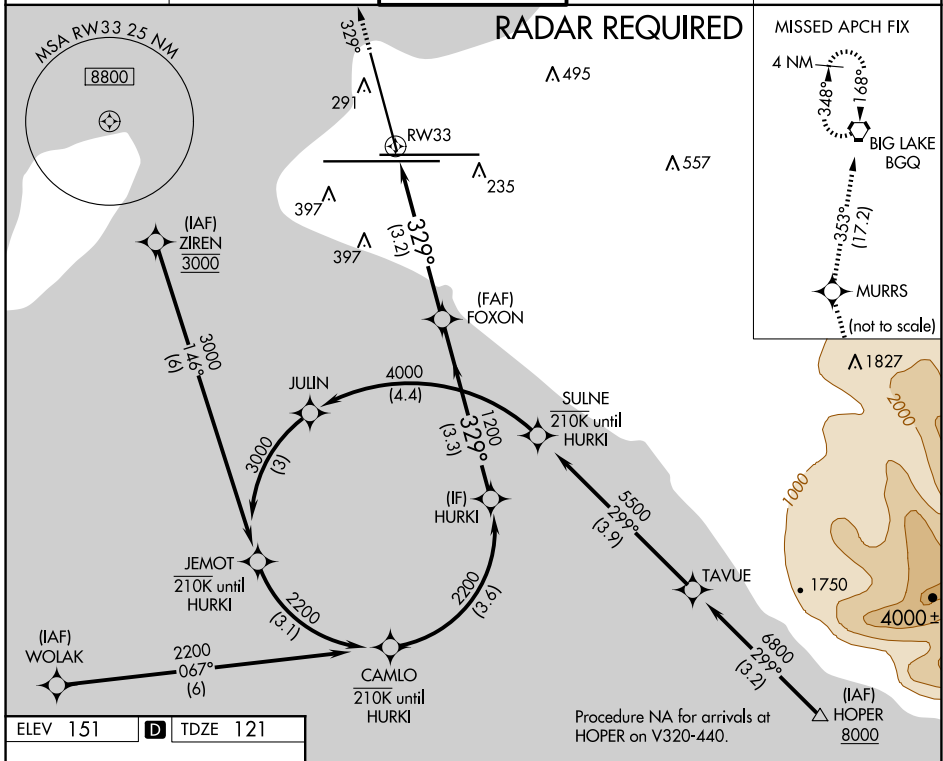 RADAR REQUIRED
MSA RW33 25 NM
8800
329°
291
495
RW33
235
557
397
397
MISSED APCH FIX
4 NM
348°
168°
BIG LAKE
BGQ
353°
(17.2)
MURRS
(not to scale)
(IAF)
ZIREN
3000
329°
(3.2)
(FAF)
FOXON
3000
146°
(6)
JULIN
4000
(4.4)
SULNE
210K until
HURKI
1827
2000
1000
1200
329°
(3.3)
3000
(3)
(IF)
HURKI
5500
299°
(3.9)
JEMOT
210K until
HURKI
2200
(3.1)
2200
(3.6)
TAVUE
1750
4000 ±
(IAF)
WOLAK
2200
067°
(6)
CAMLO
210K until
HURKI
6800
299°
(3.2)
(IAF)
HOPER
8000
Procedure NA for arrivals at
HOPER on V320-440.
ELEV 151 D TDZE 121